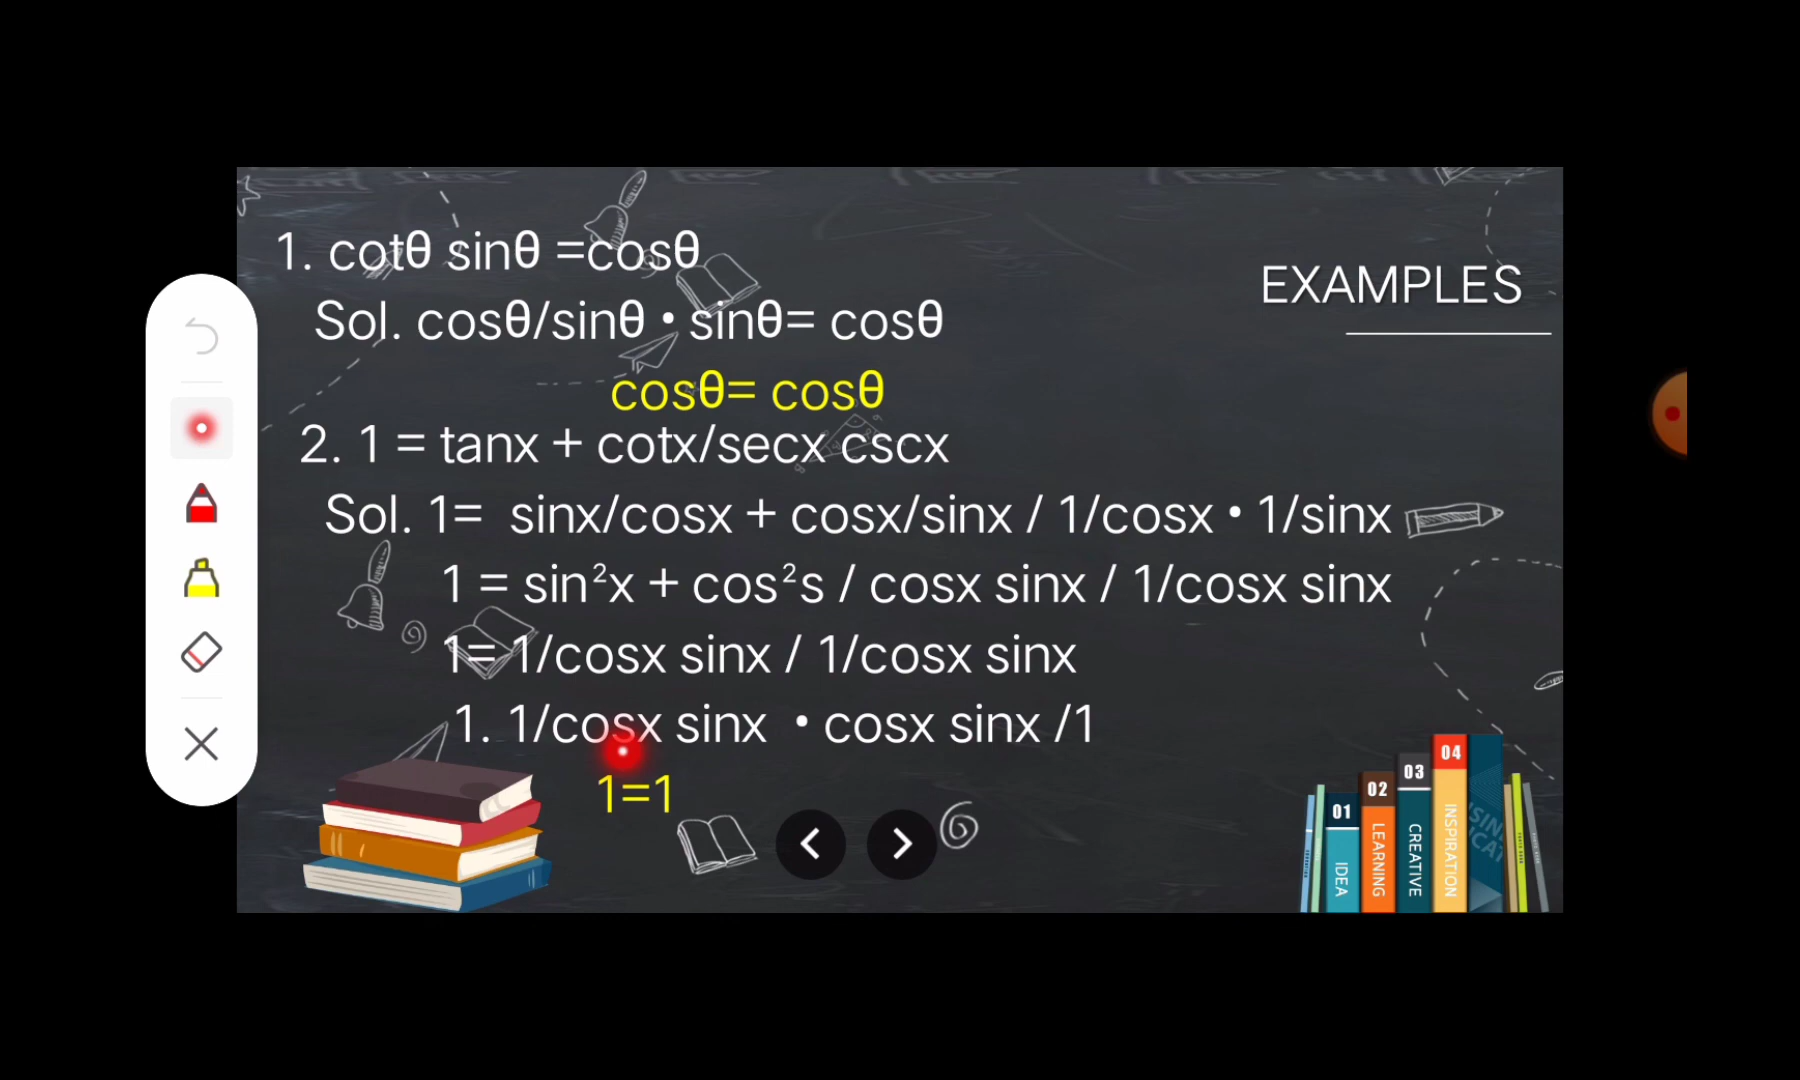 1. cotθ sinθ =cosθ
EXAMPLES
Sol. cosθ/sinθ • sinθ= cosθ
cosθ= cosθ
2. 1 = tanx + cotx/secx cscx
Sol. 1= sinx/cosx + cosx/sinx / 1/cosx • 1/sinx
1 = sin²x + cos²s / cosx sinx / 1/cosx sinx
1= 1/cosx sinx / 1/cosx sinx
1. 1/cosx sinx • cosx sinx /1
1=1
01
IDEA
02
LEARNING
03
CREATIVE
04
INSPIRATION